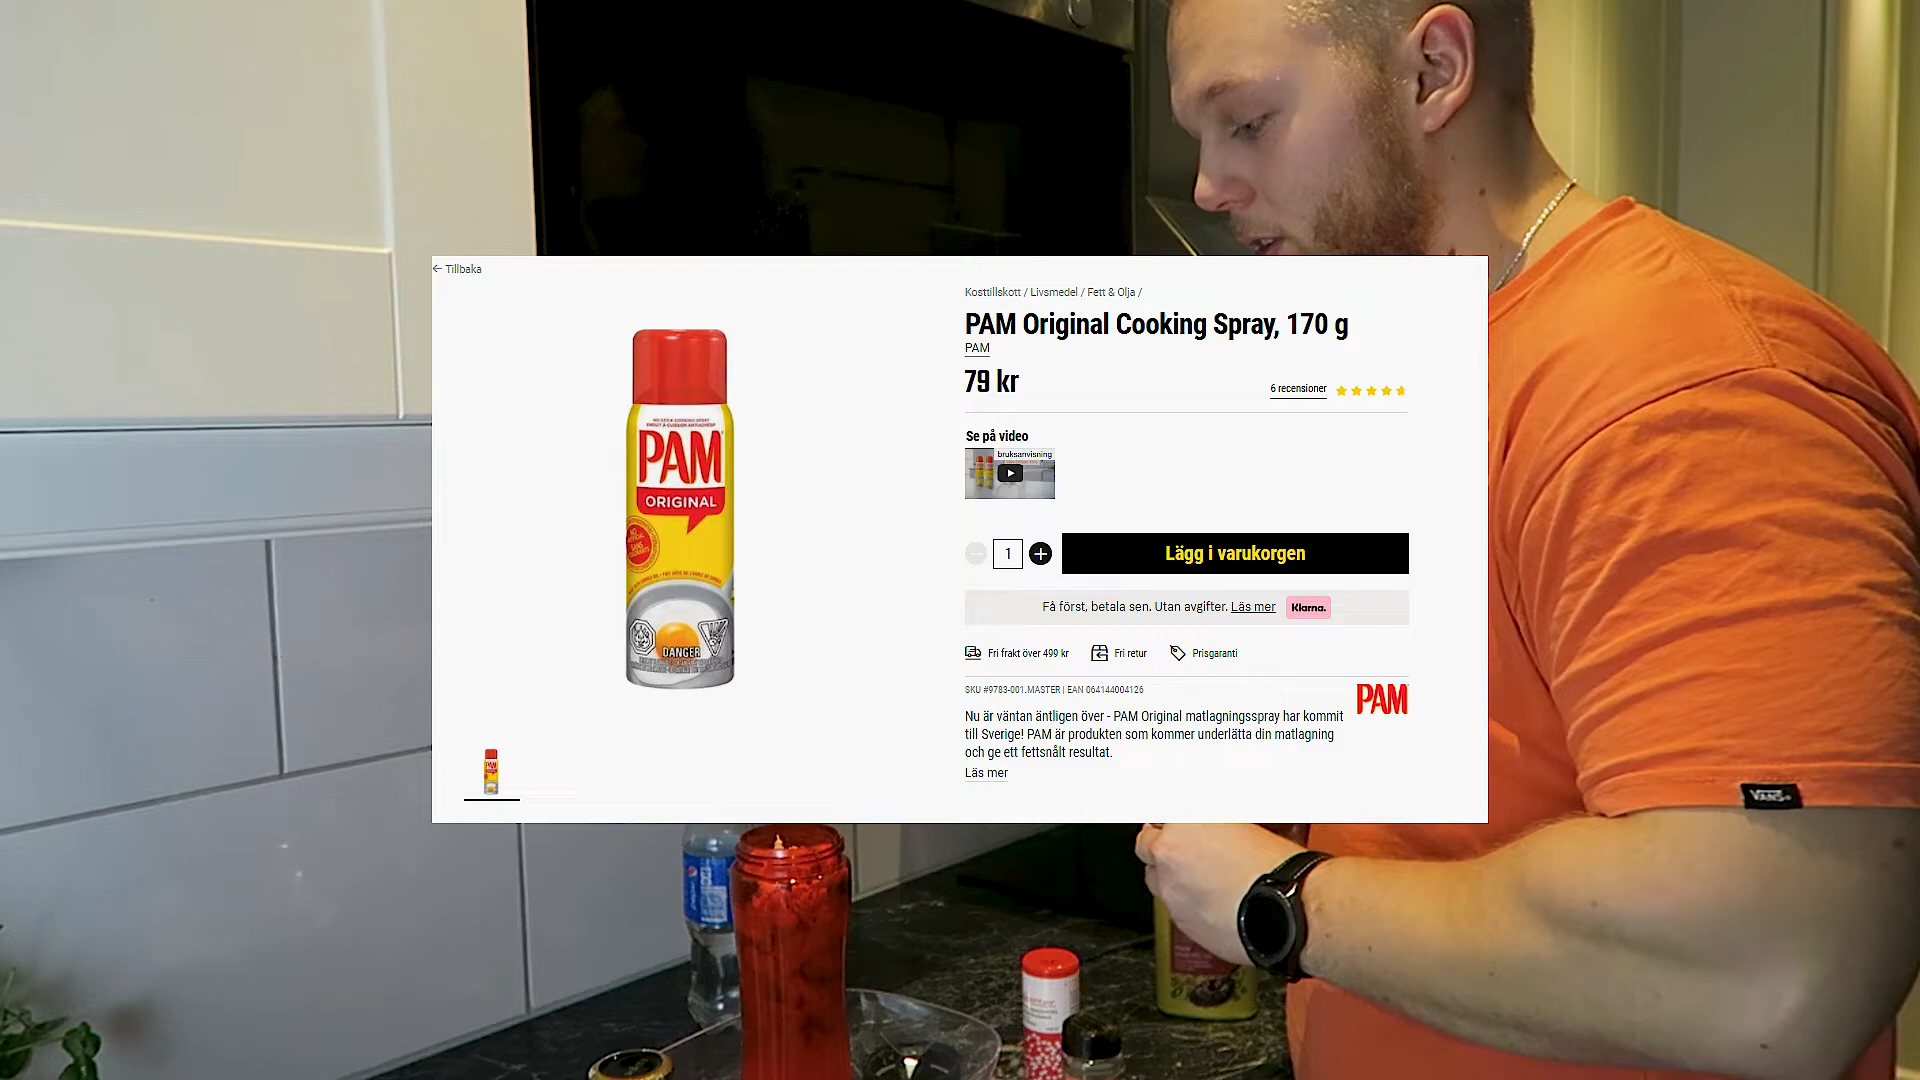 ← Tillbaka
Kosttillskott / Livsmedel / Fett & Olja /
PAM Original Cooking Spray, 170 g
PAM
79 kr
6 recensioner
Se på video
bruksanvisning
1
Lägg i varukorgen
Få först, betala sen. Utan avgifter. Läs mer Klarna.
Fri frakt över 499 kr
Fri retur
Prisgaranti
SKU #9783-001.MASTER | EAN 064144004126
PAM
Nu är väntan äntligen över - PAM Original matlagningsspray har kommit
till Sverige! PAM är produkten som kommer underlätta din matlagning
och ge ett fettsnålt resultat.
Läs mer
PAM
ORIGINAL
DANGER
PAM
VANS